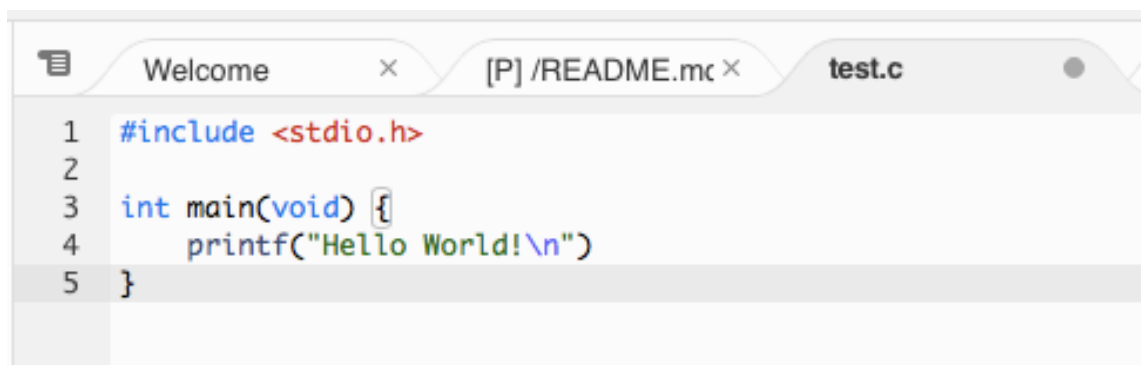 Welcome × [P] /README.mc × test.c
1 #include <stdio.h>
2
3 int main(void) {
4     printf("Hello World!\n")
5 }